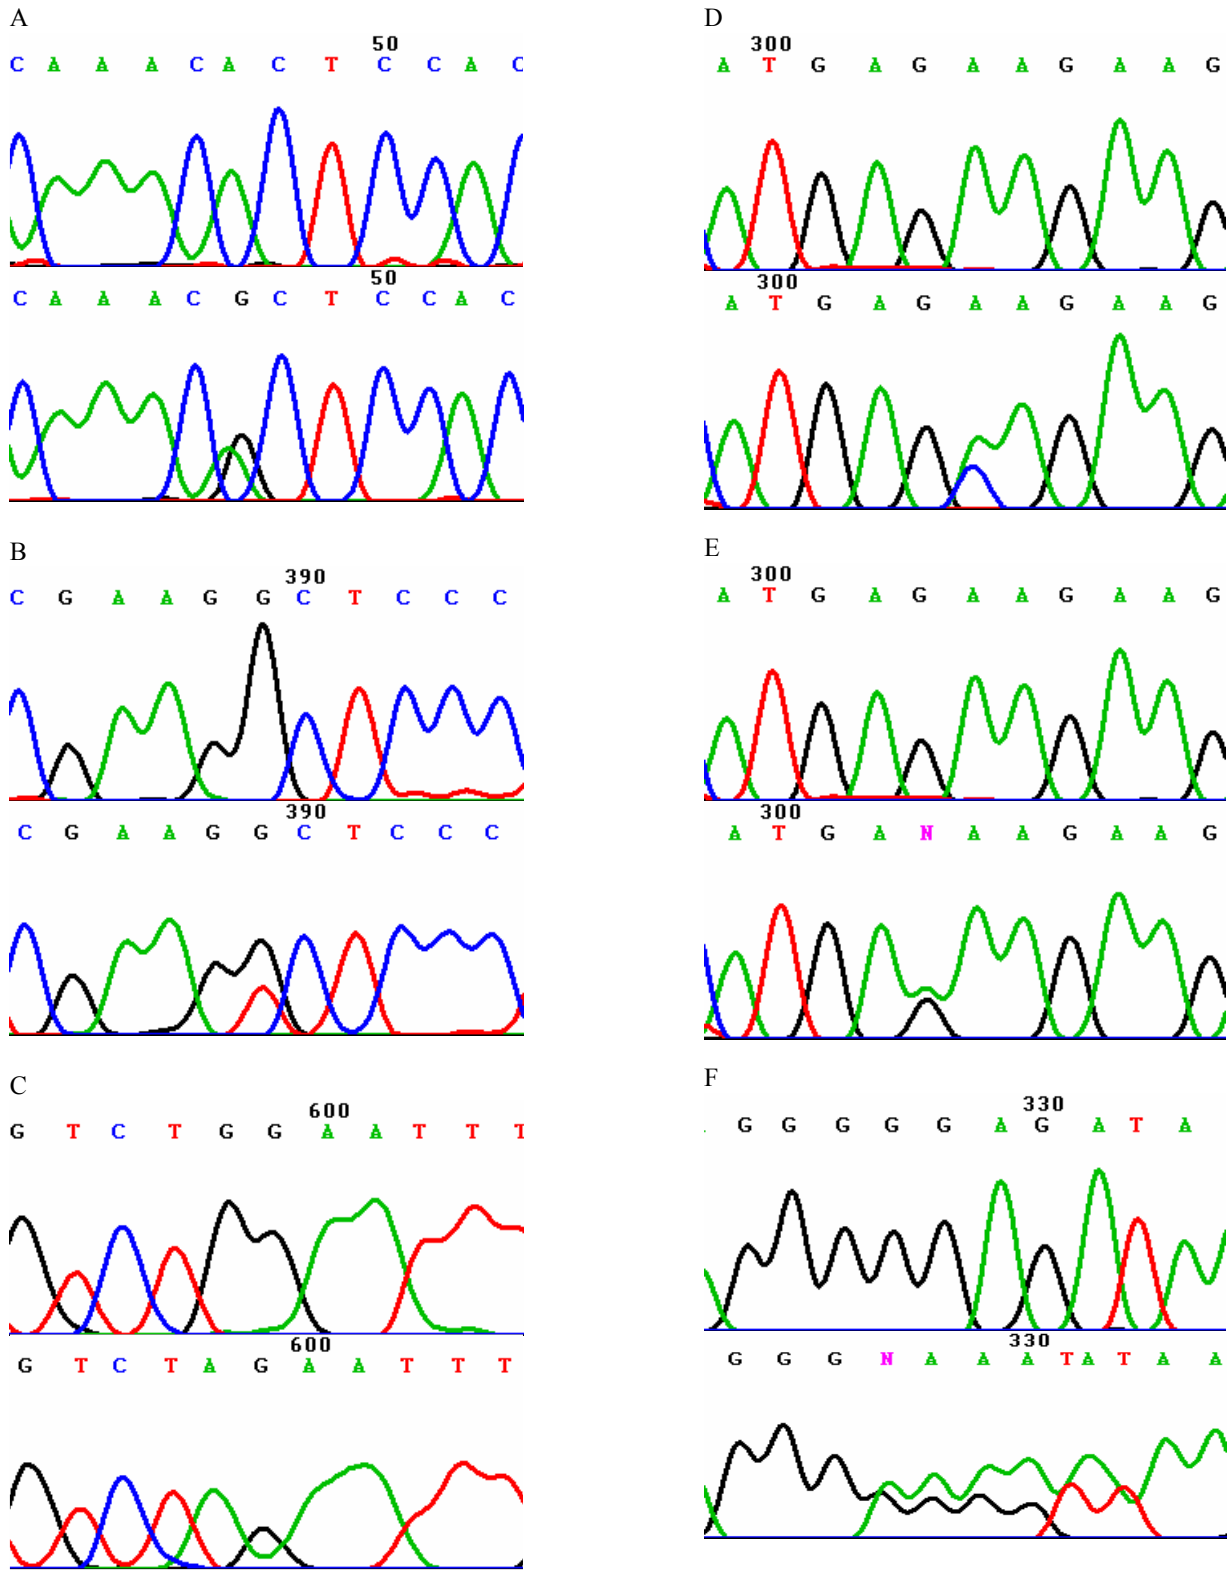 A
50
C A A A C A C T C C A C
50
C A A A C G C T C C A C
B
390
C G A A G G C T C C C
390
C G A A G G C T C C C
C
600
G T C T G G A A T T T
600
G T C T A G A A T T T
D
300
A T G A G A A G A A G
300
A T G A G A A G A A G
E
300
A T G A G A A G A A G
300
A T G A N A A G A A G
F
330
G G G G G A G A T A
330
G G G N A A A T A T A A